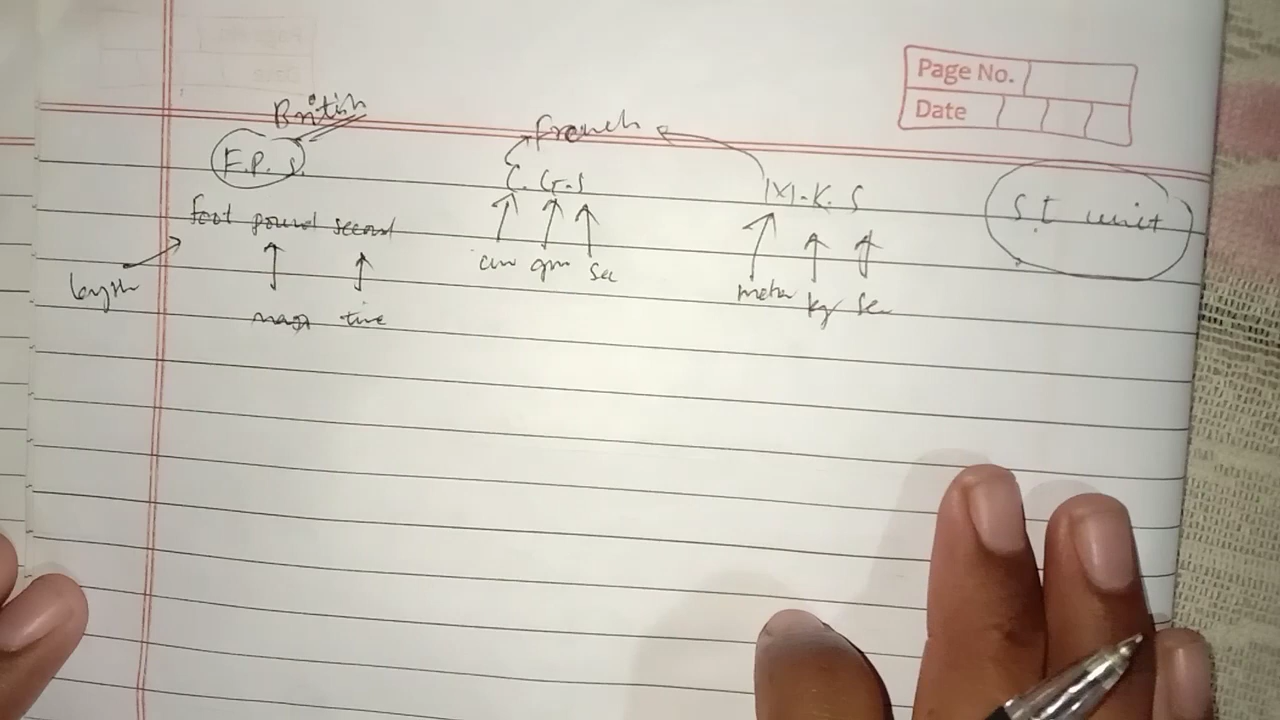 Page No.
Date
British
French
F.P.S.
C.G.S
M.K.S
S.I unit
foot pound second
length
mass time
cm gm sec
meter kg sec